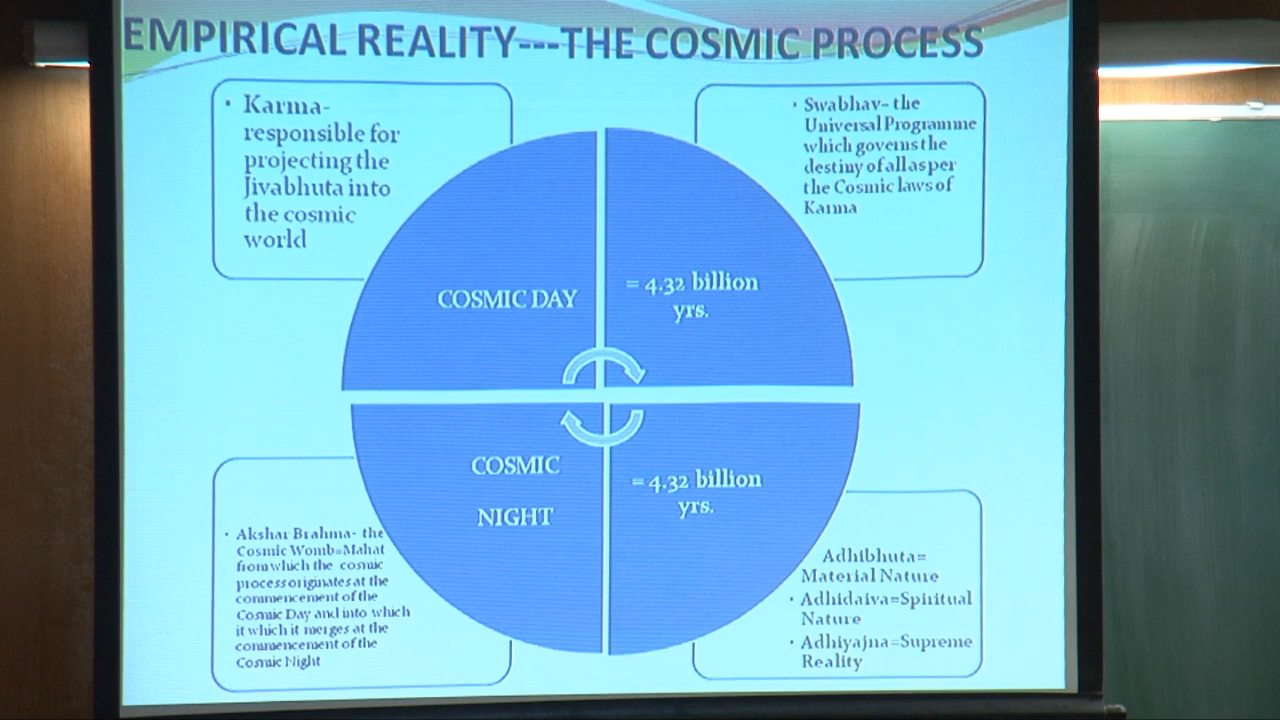 EMPIRICAL REALITY---THE COSMIC PROCESS
• Karma-
responsible for
projecting the
Jivabhuta into
the cosmic
world
• Swabhav– the
Universal Programme
which governs the
destiny of all as per
the Cosmic laws of
Karma
COSMIC DAY
= 4.32 billion
yrs.
COSMIC
NIGHT
= 4.32 billion
yrs.
• Akshar Brahma- the
Cosmic Womb=Mahat
from which the cosmic
process originates at the
commencement of the
Cosmic Day and into which
it which it merges at the
commencement of the
Cosmic Night
Adhibhuta=
Material Nature
• Adhidaiva=Spiritual
Nature
• Adhiyajna=Supreme
Reality